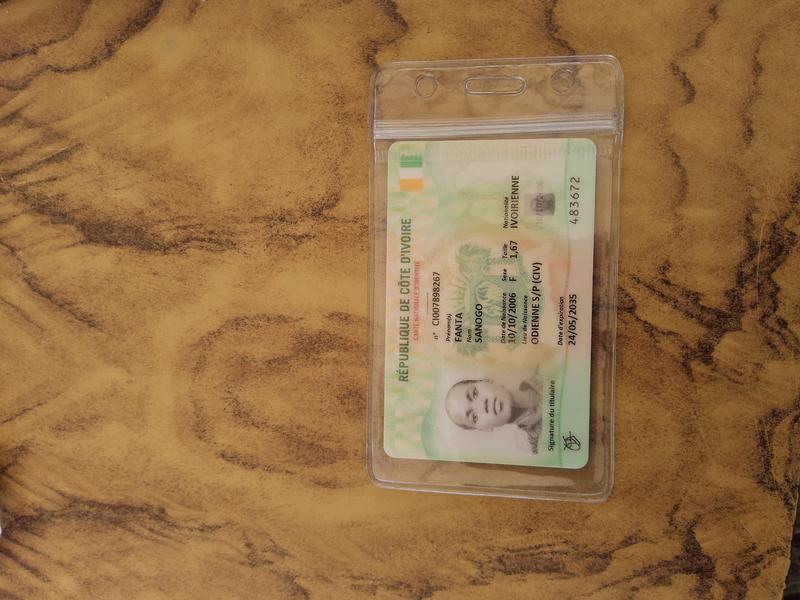 RÉPUBLIQUE DE CÔTE D'IVOIRE
CARTE NATIONALE D'IDENTITÉ
n° CI007898267
Prénom(s)
FANTA
Nom
SANOGO
Date de Naissance Sexe Taille Nationalité
10/10/2006 F 1,67 IVOIRIENNE
Lieu de Naissance
ODIENNE S/P (CIV)
Date d'expiration
24/05/2035
Signature du titulaire
483672